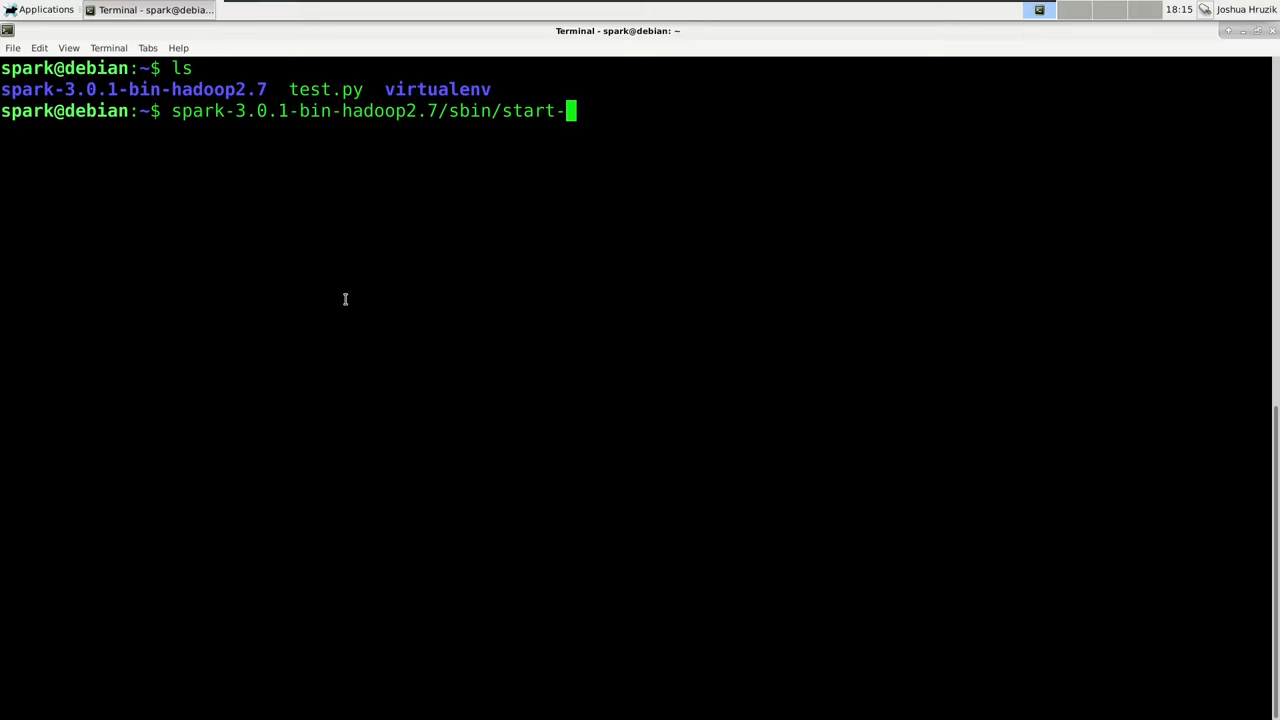 Applications Terminal - spark@debia... 18:15 Joshua Hruzik
Terminal - spark@debian: ~
File Edit View Terminal Tabs Help
spark@debian:~$ ls
spark-3.0.1-bin-hadoop2.7 test.py virtualenv
spark@debian:~$ spark-3.0.1-bin-hadoop2.7/sbin/start-